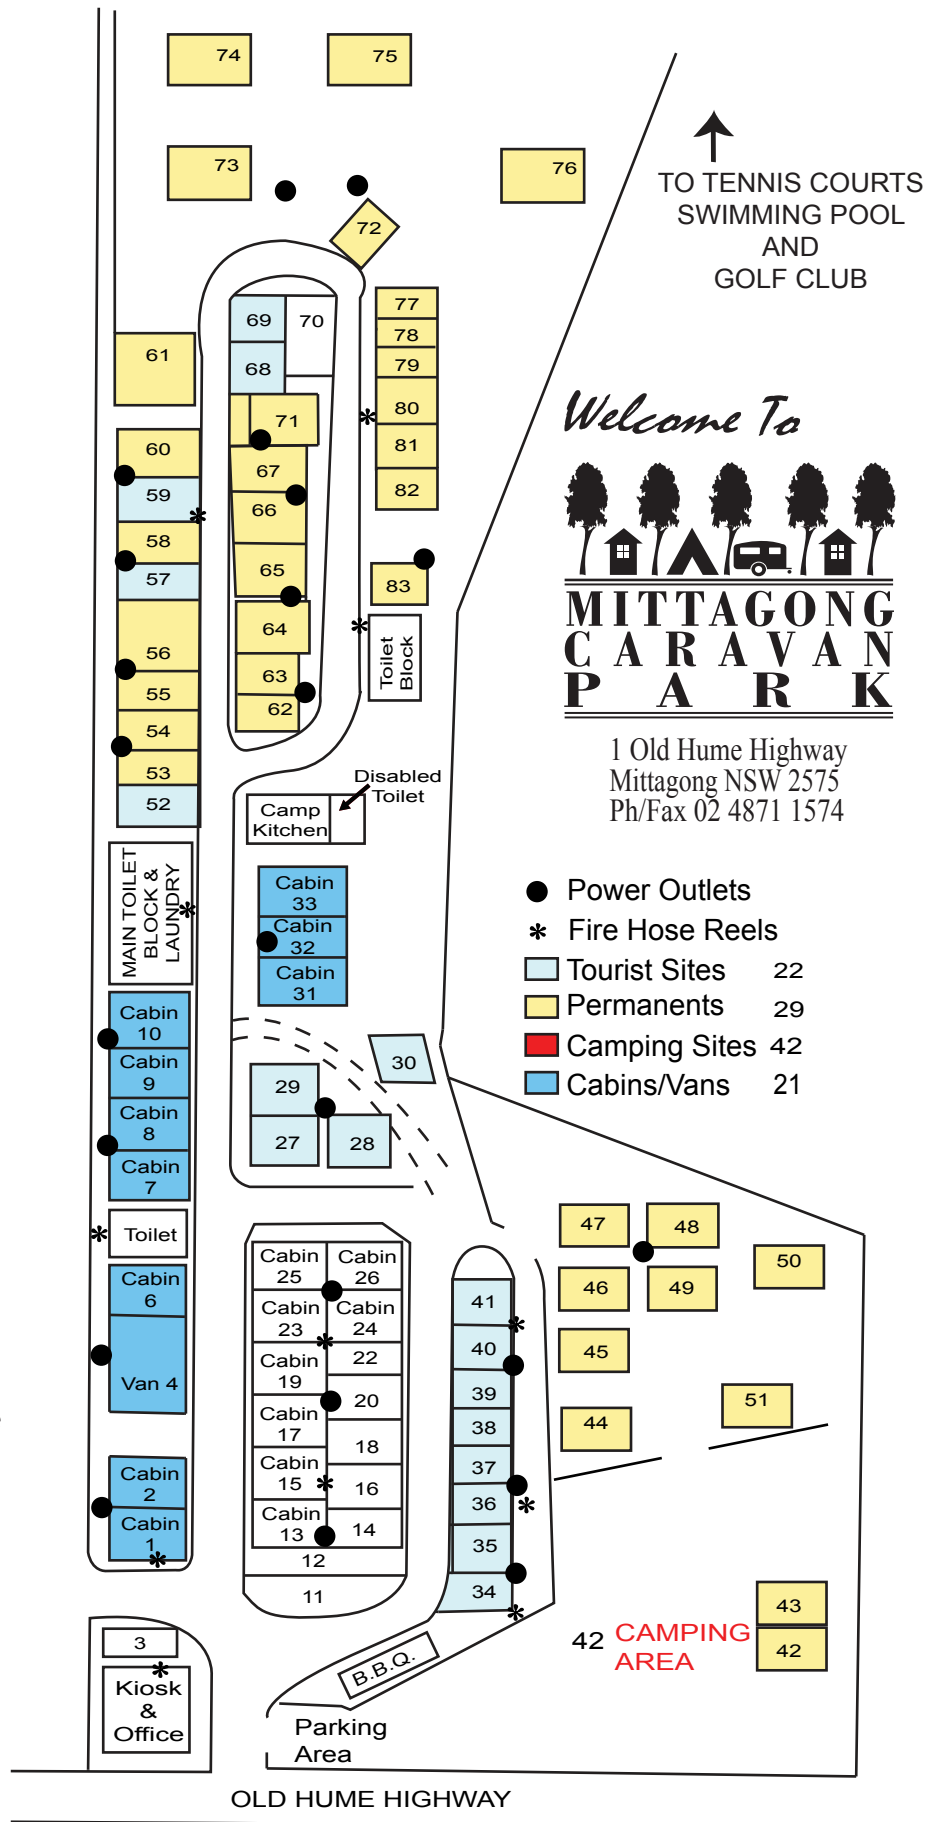 74
75
73
76
72
TO TENNIS COURTS
SWIMMING POOL
AND
GOLF CLUB
69
70
77
78
61
68
79
Welcome To
71
80
60
67
81
59
66
82
58
57
65
83
64
Toilet
Block
MITTAGONG
CARAVAN
PARK
56
55
63
62
54
53
52
1 Old Hume Highway
Mittagong NSW 2575
Ph/Fax 02 4871 1574
Disabled
Toilet
Camp
Kitchen
MAIN TOILET
BLOCK &
LAUNDRY
Cabin
33
Cabin
32
Cabin
31
Power Outlets
* Fire Hose Reels
Tourist Sites 22
Permanents 29
Camping Sites 42
Cabins/Vans 21
Cabin
10
Cabin
9
Cabin
8
Cabin
7
30
29
27
28
Toilet
Cabin
6
Van 4
Cabin
2
Cabin
1
Cabin
25
Cabin
26
Cabin
23
Cabin
24
Cabin
19
22
20
Cabin
17
18
Cabin
15
16
Cabin
13
14
12
11
41
40
39
38
37
36
35
34
47
48
46
49
50
45
44
51
43
42
42 CAMPING
AREA
3
Kiosk
&
Office
B.B.Q.
Parking
Area
OLD HUME HIGHWAY